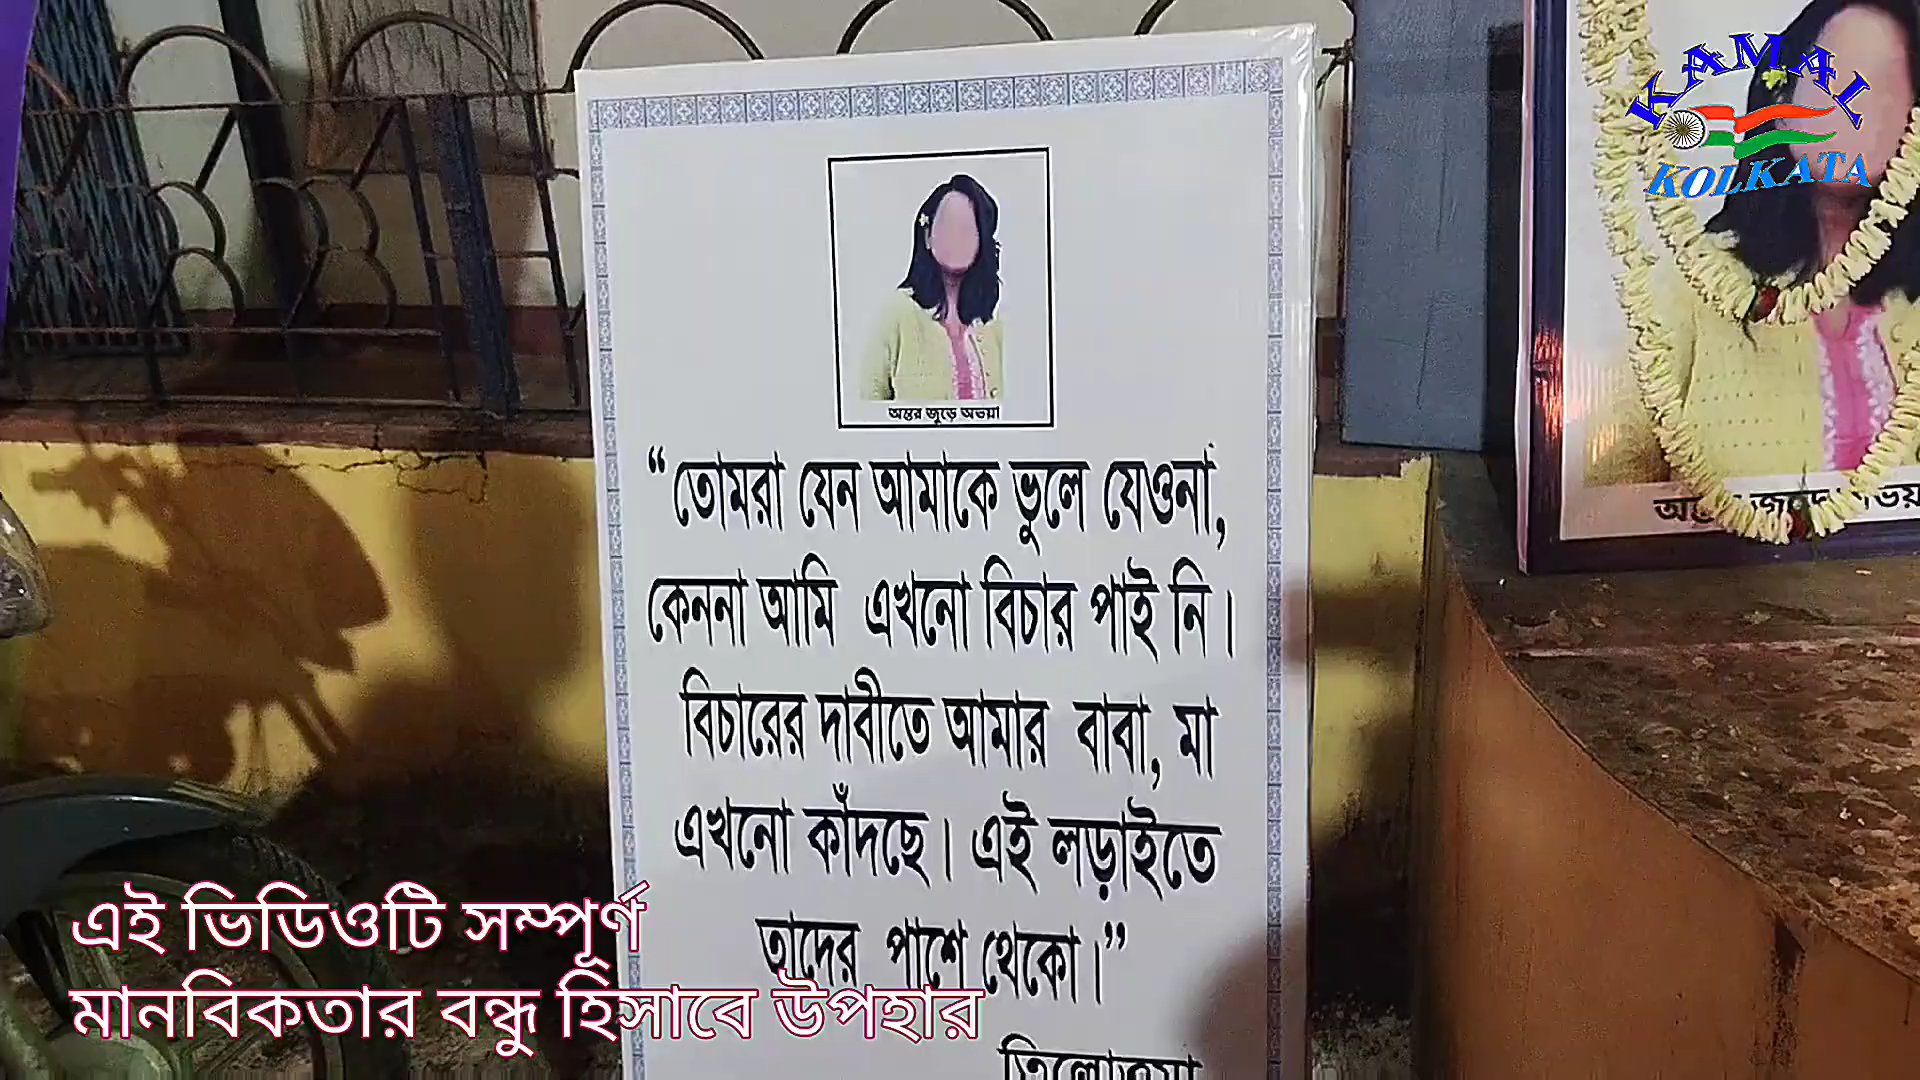 KAMAL
KOLKATA
অন্তর জুড়ে অভয়া
“তোমরা যেন আমাকে ভুলে যেওনা,
কেননা আমি এখনো বিচার পাই নি।
বিচারের দাবীতে আমার বাবা, মা
এখনো কাঁদছে। এই লড়াইতে
তাদের পাশে থেকো।”
তিলোত্তমা
এই ভিডিওটি সম্পূর্ণ
মানবিকতার বন্ধু হিসাবে উপহার